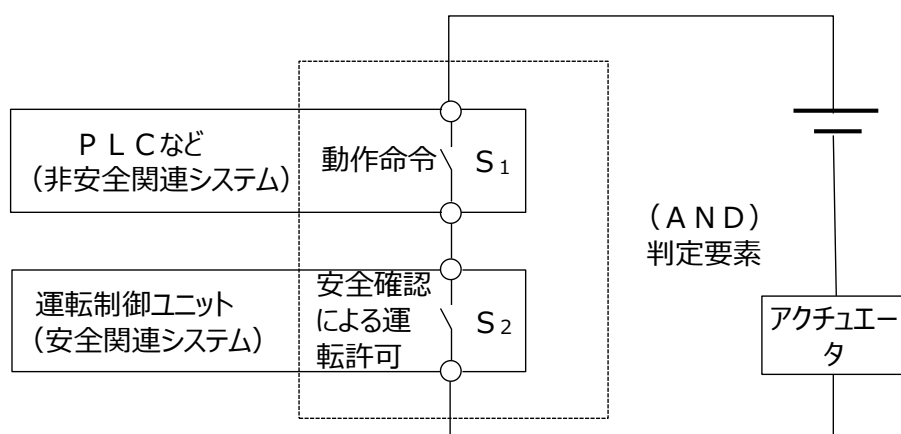 ＰＬＣなど
（非安全関連システム）
動作命令
S₁
運転制御ユニット
（安全関連システム）
安全確認
による運
転許可
S₂
（ＡＮＤ）
判定要素
アクチュエー
タ